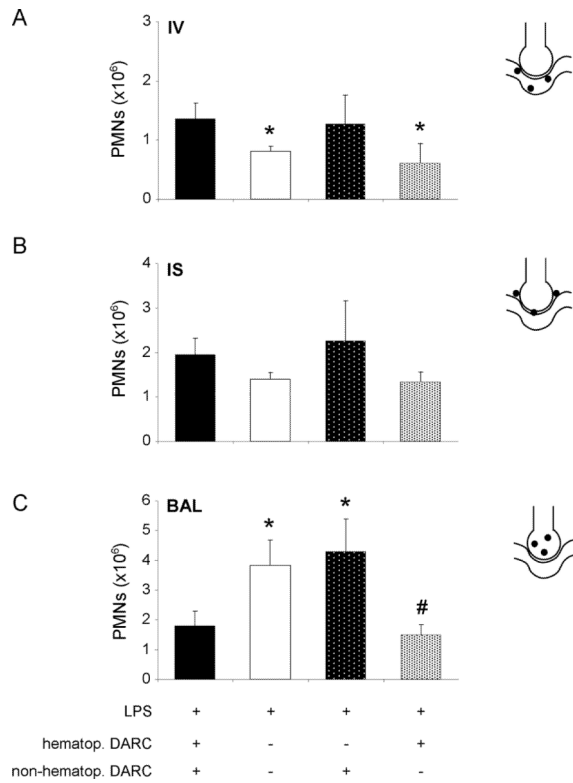 A
IV
PMNs (x10⁶)
3
2
1
0
*
*
B
IS
PMNs (x10⁶)
4
3
2
1
0
C
BAL
PMNs (x10⁶)
6
5
4
3
2
1
0
*
*
#
LPS + + + +
hematop. DARC + - - +
non-hematop. DARC + - + -